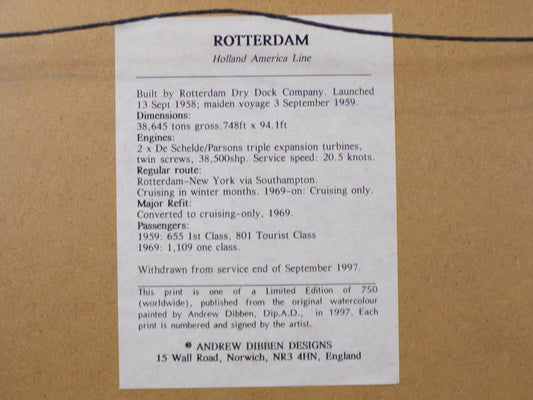 ROTTERDAM
Holland America Line
Built by Rotterdam Dry Dock Company. Launched
13 Sept 1958; maiden voyage 3 September 1959.
Dimensions:
38,645 tons gross.748ft x 94.1ft
Engines:
2 x De Schelde/Parsons triple expansion turbines,
twin screws, 38,500shp. Service speed: 20.5 knots.
Regular route:
Rotterdam-New York via Southampton.
Cruising in winter months. 1969-on: Cruising only.
Major Refit:
Converted to cruising-only, 1969.
Passengers:
1959: 655 1st Class, 801 Tourist Class
1969: 1,109 one class.
Withdrawn from service end of September 1997.
This print is one of a Limited Edition of 750
(worldwide), published from the original watercolour
painted by Andrew Dibben, Dip.A.D., in 1997. Each
print is numbered and signed by the artist.
© ANDREW DIBBEN DESIGNS
15 Wall Road, Norwich, NR3 4HN, England